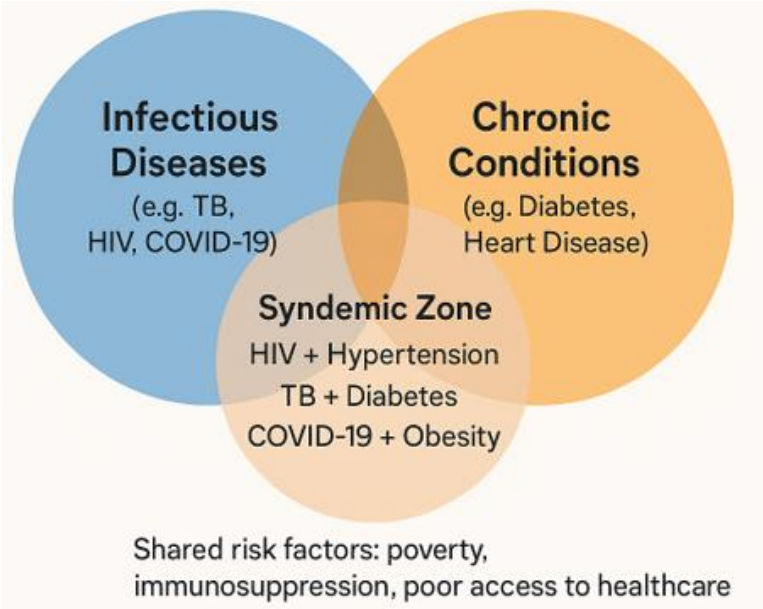 Infectious
Diseases
(e.g. TB,
HIV, COVID-19)
Chronic
Conditions
(e.g. Diabetes,
Heart Disease)
Syndemic Zone
HIV + Hypertension
TB + Diabetes
COVID-19 + Obesity
Shared risk factors: poverty,
immunosuppression, poor access to healthcare